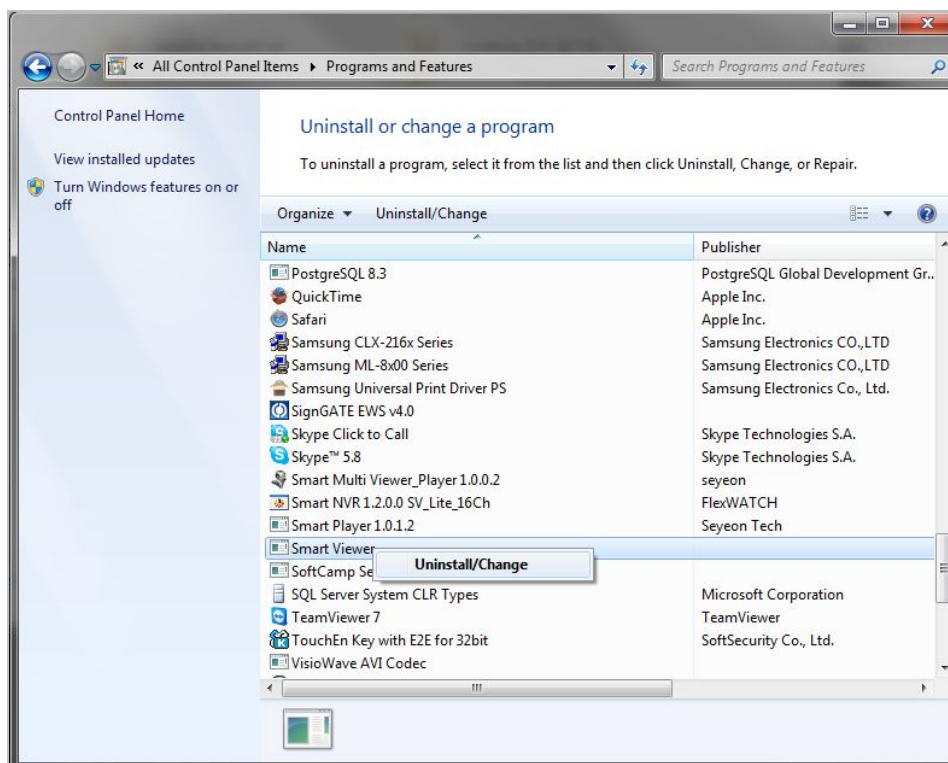 « All Control Panel Items ▸ Programs and Features
Search Programs and Features
Control Panel Home
View installed updates
Turn Windows features on or
off
Uninstall or change a program
To uninstall a program, select it from the list and then click Uninstall, Change, or Repair.
Organize Uninstall/Change
Name Publisher
PostgreSQL 8.3 PostgreSQL Global Development Gr..
QuickTime Apple Inc.
Safari Apple Inc.
Samsung CLX-216x Series Samsung Electronics CO.,LTD
Samsung ML-8x00 Series Samsung Electronics CO.,LTD
Samsung Universal Print Driver PS Samsung Electronics Co., Ltd.
SignGATE EWS v4.0
Skype Click to Call Skype Technologies S.A.
Skype™ 5.8 Skype Technologies S.A.
Smart Multi Viewer_Player 1.0.0.2 seyeon
Smart NVR 1.2.0.0 SV_Lite_16Ch FlexWATCH
Smart Player 1.0.1.2 Seyeon Tech
Smart Viewer
Uninstall/Change
SoftCamp Se
SQL Server System CLR Types Microsoft Corporation
TeamViewer 7 TeamViewer
TouchEn Key with E2E for 32bit SoftSecurity Co., Ltd.
VisioWave AVI Codec